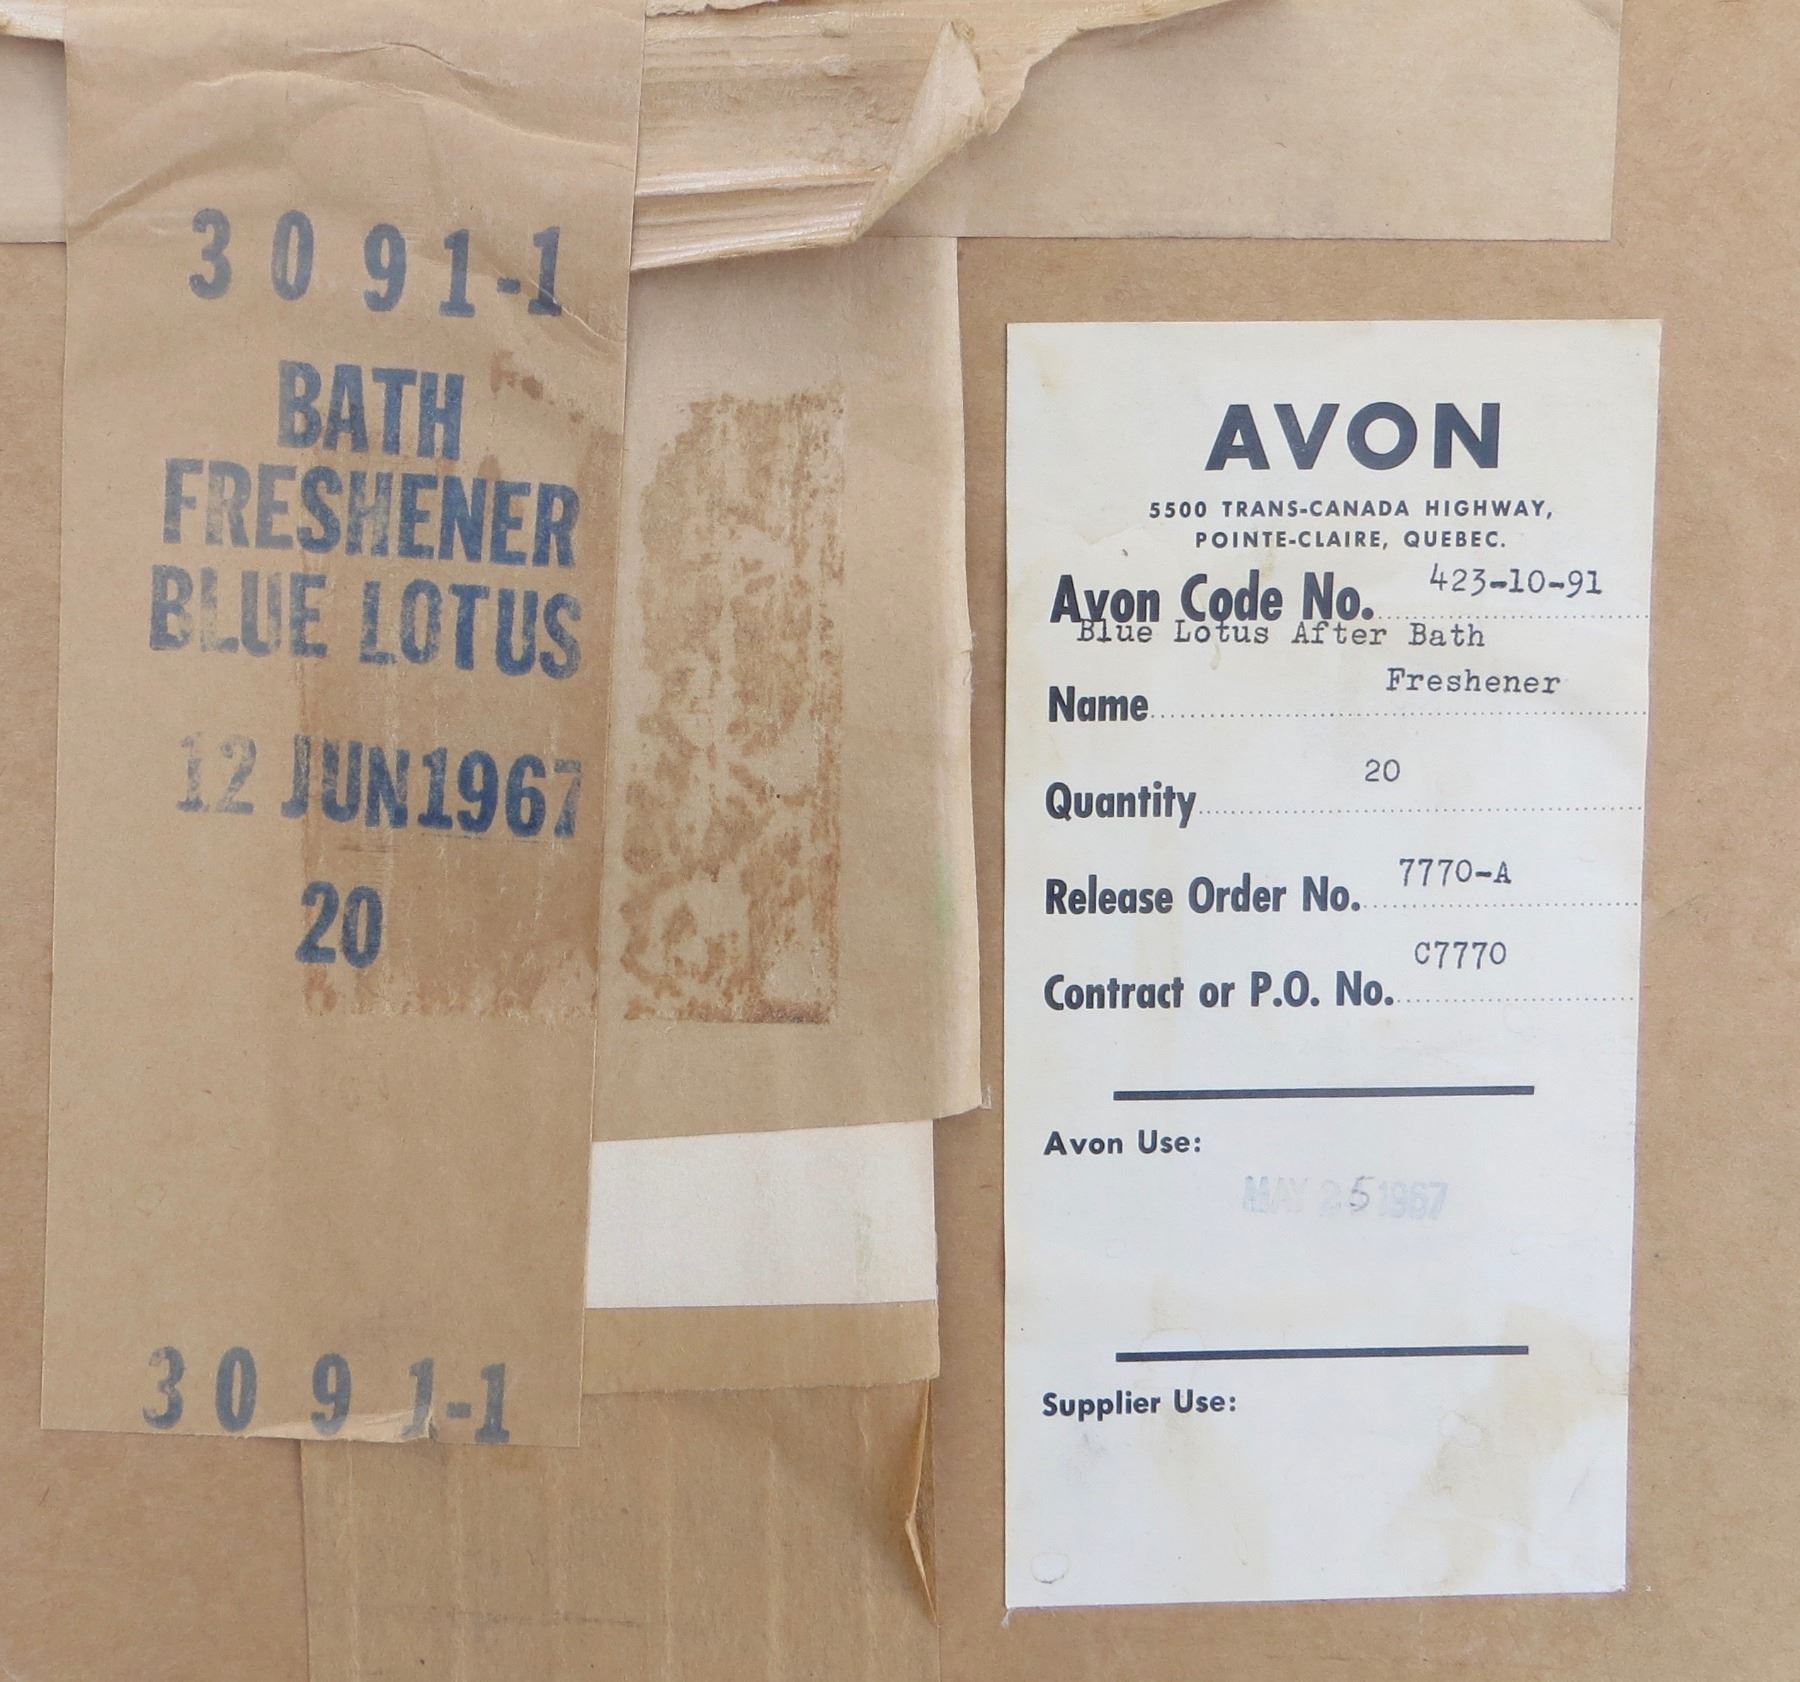 3091-1
BATH
FRESHENER
BLUE LOTUS
12 JUN 1967
20
3091-1
AVON
5500 TRANS-CANADA HIGHWAY,
POINTE-CLAIRE, QUEBEC.
Avon Code No. 423-10-91
Blue Lotus After Bath
Freshener
Name
Quantity 20
Release Order No. 7770-A
Contract or P.O. No. C7770
Avon Use:
MAY 25 1967
Supplier Use: